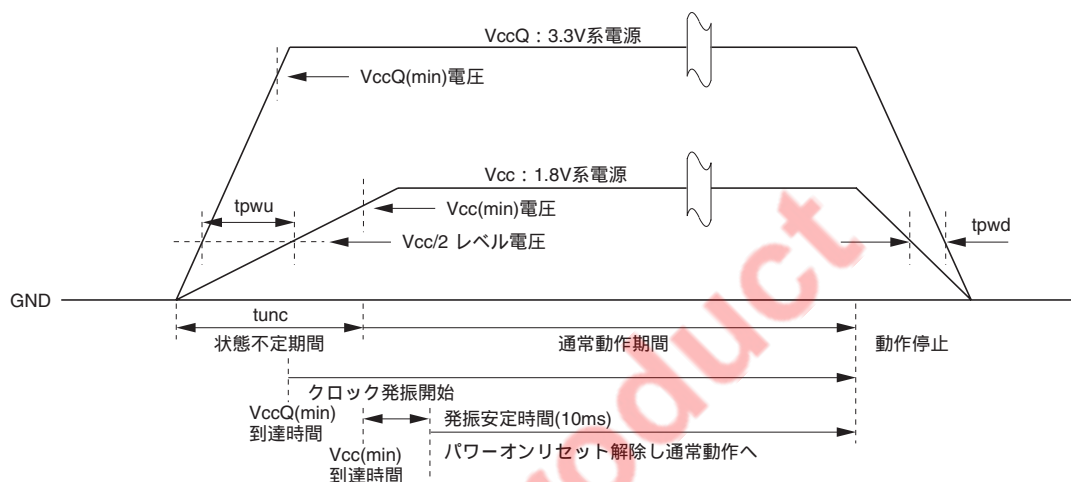 VccQ：3.3V系電源
VccQ(min)電圧
Vcc：1.8V系電源
tpwu
Vcc(min)電圧
Vcc/2 レベル電圧
tpwd
GND
tunc
状態不定期間
通常動作期間
動作停止
クロック発振開始
VccQ(min)
到達時間
発振安定時間(10ms)
Vcc(min)
到達時間
パワーオンリセット解除し通常動作へ
roduct